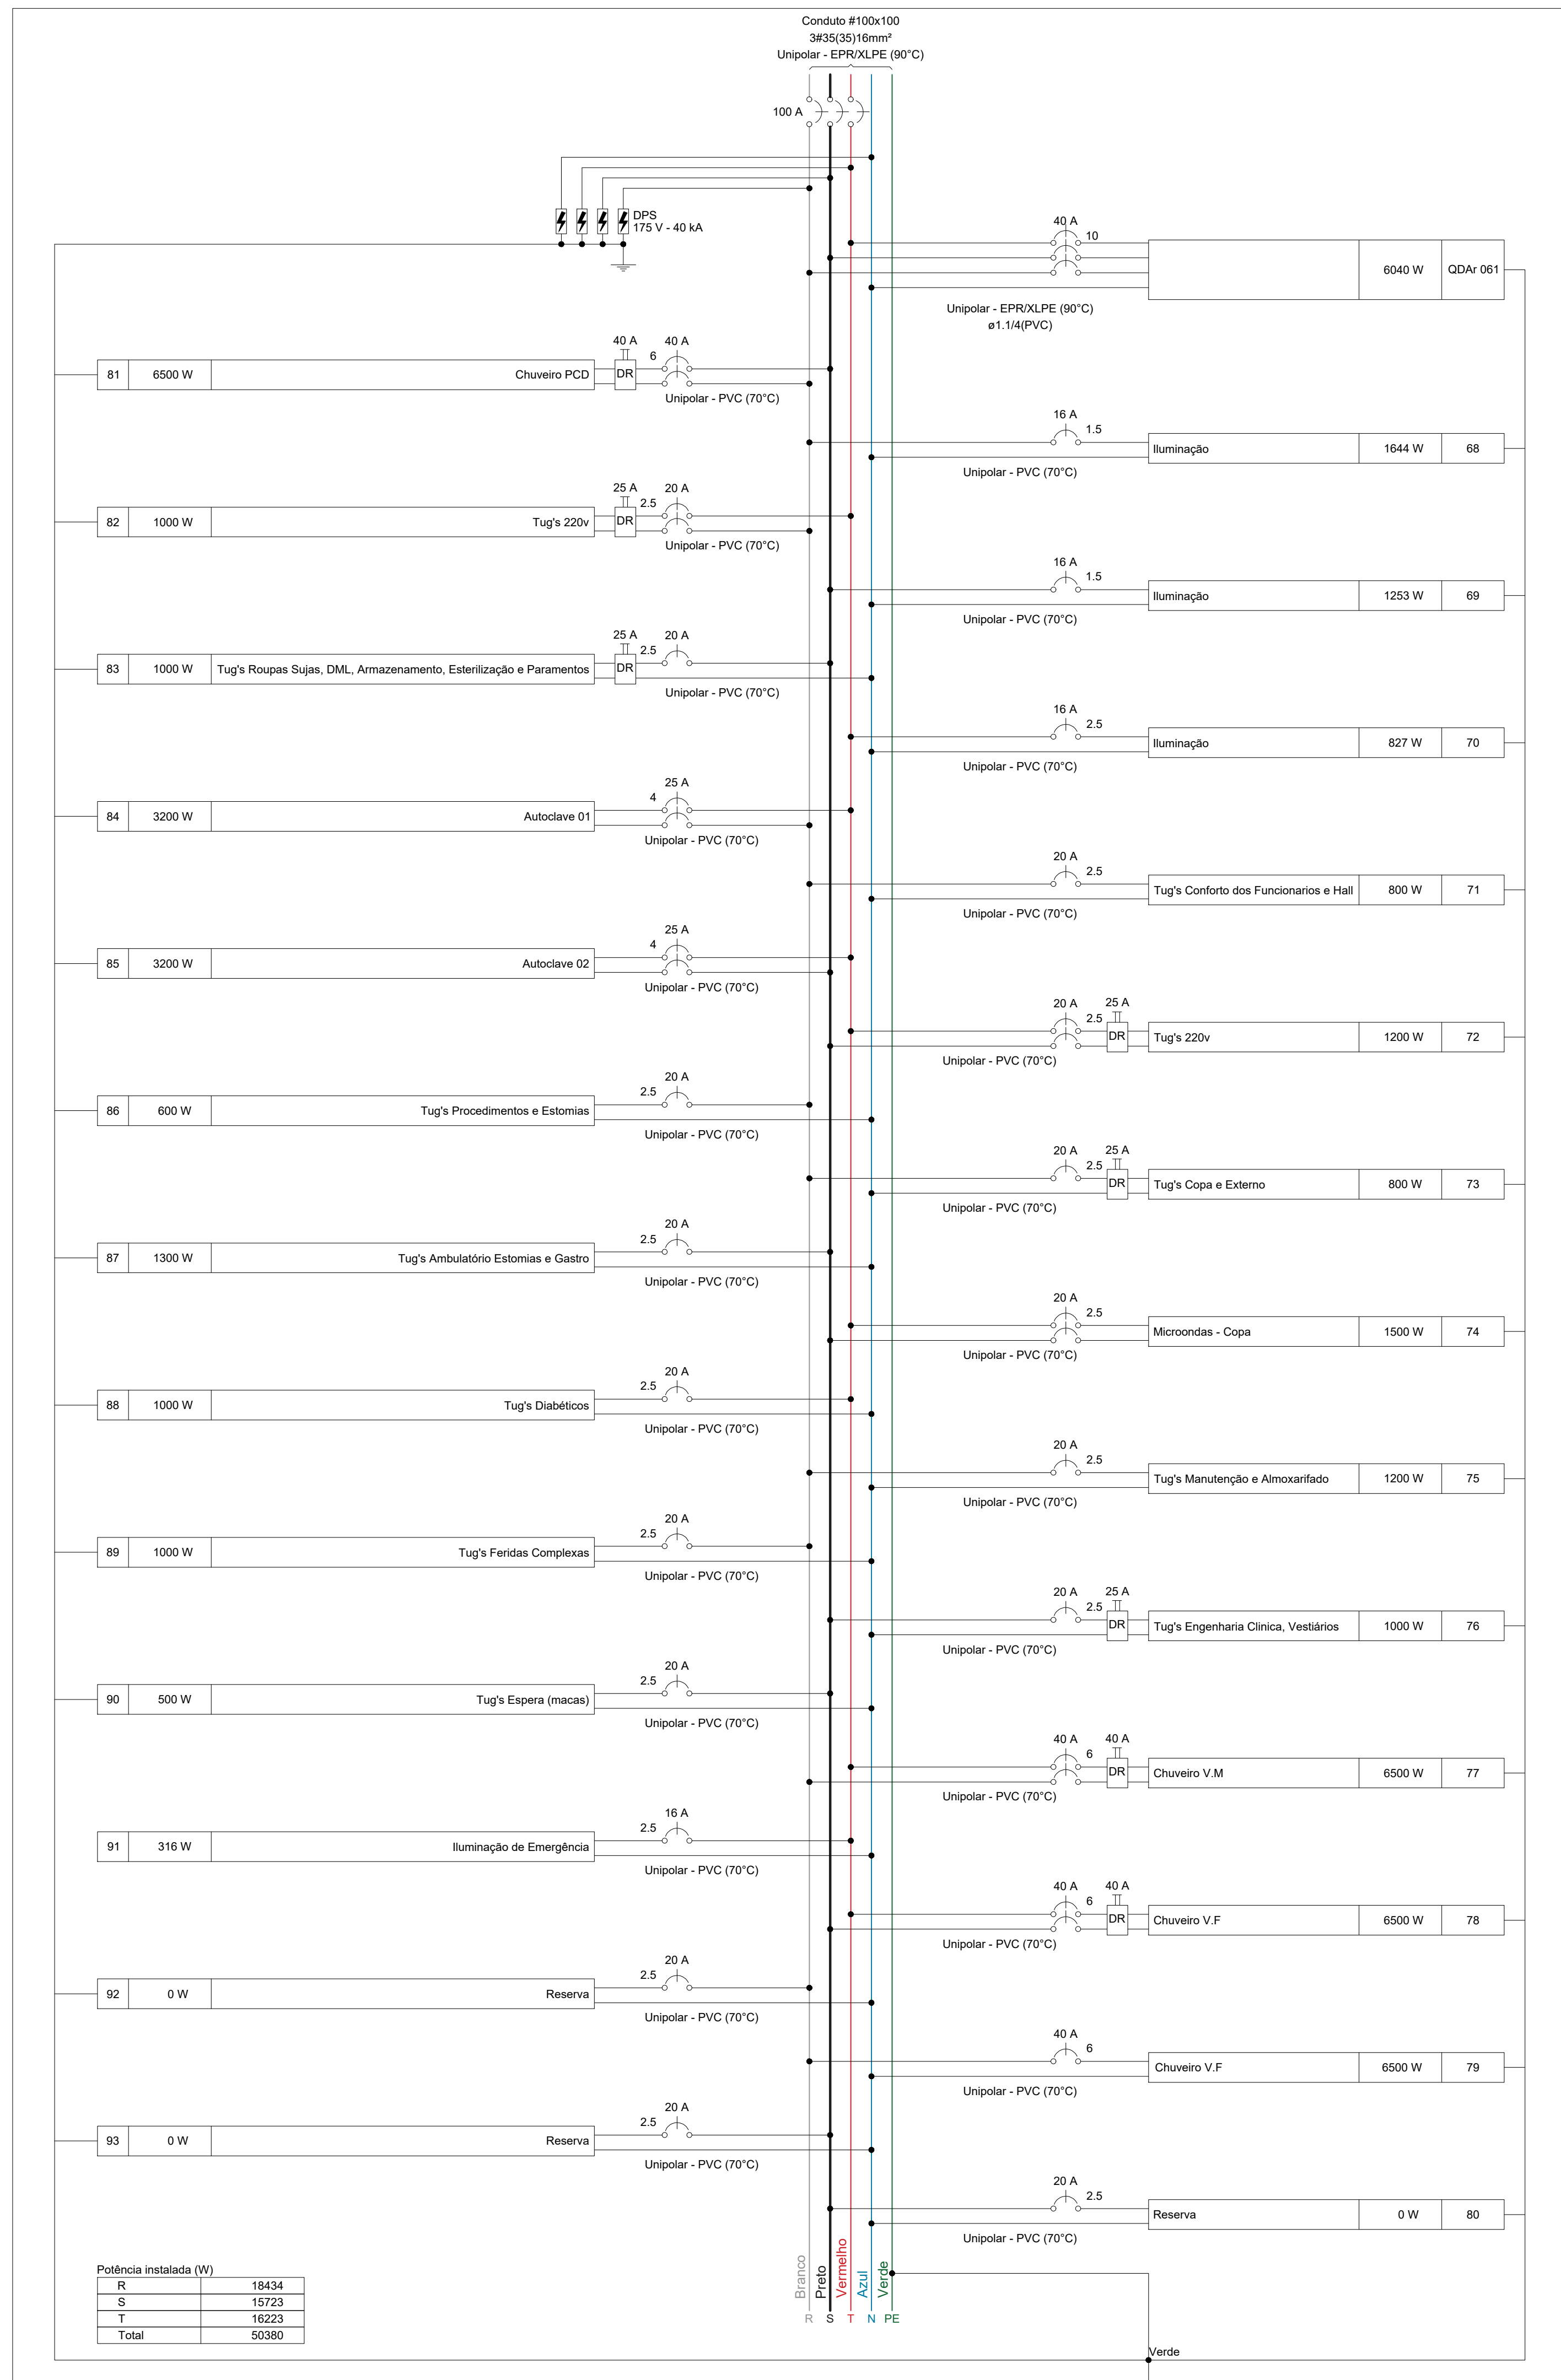 Conduto #100x100
3#35(35)16mm²
Unipolar - EPR/XLPE (90°C)
100 A
DPS
175 V - 40 kA
40 A
10
6040 W QDAr 061
Unipolar - EPR/XLPE (90°C)
ø1.1/4(PVC)
40 A 40 A
6
81 6500 W Chuveiro PCD DR
Unipolar - PVC (70°C)
16 A
1.5
Iluminação 1644 W 68
Unipolar - PVC (70°C)
25 A 20 A
2.5
82 1000 W Tug's 220v DR
Unipolar - PVC (70°C)
16 A
1.5
Iluminação 1253 W 69
Unipolar - PVC (70°C)
25 A 20 A
2.5
83 1000 W Tug's Roupas Sujas, DML, Armazenamento, Esterilização e Paramentos DR
Unipolar - PVC (70°C)
16 A
2.5
Iluminação 827 W 70
Unipolar - PVC (70°C)
25 A
4
84 3200 W Autoclave 01
Unipolar - PVC (70°C)
20 A
2.5
Tug's Conforto dos Funcionarios e Hall 800 W 71
Unipolar - PVC (70°C)
25 A
4
85 3200 W Autoclave 02
Unipolar - PVC (70°C)
20 A 25 A
2.5
DR Tug's 220v 1200 W 72
Unipolar - PVC (70°C)
20 A
2.5
86 600 W Tug's Procedimentos e Estomias
Unipolar - PVC (70°C)
20 A 25 A
2.5
DR Tug's Copa e Externo 800 W 73
Unipolar - PVC (70°C)
20 A
2.5
87 1300 W Tug's Ambulatório Estomias e Gastro
Unipolar - PVC (70°C)
20 A
2.5
Microondas - Copa 1500 W 74
Unipolar - PVC (70°C)
20 A
2.5
88 1000 W Tug's Diabéticos
Unipolar - PVC (70°C)
20 A
2.5
Tug's Manutenção e Almoxarifado 1200 W 75
Unipolar - PVC (70°C)
20 A
2.5
89 1000 W Tug's Feridas Complexas
Unipolar - PVC (70°C)
20 A 25 A
2.5
DR Tug's Engenharia Clinica, Vestiários 1000 W 76
Unipolar - PVC (70°C)
20 A
2.5
90 500 W Tug's Espera (macas)
Unipolar - PVC (70°C)
40 A 40 A
6
DR Chuveiro V.M 6500 W 77
Unipolar - PVC (70°C)
16 A
2.5
91 316 W Iluminação de Emergência
Unipolar - PVC (70°C)
40 A 40 A
6
DR Chuveiro V.F 6500 W 78
Unipolar - PVC (70°C)
20 A
2.5
92 0 W Reserva
Unipolar - PVC (70°C)
40 A
6
Chuveiro V.F 6500 W 79
Unipolar - PVC (70°C)
20 A
2.5
93 0 W Reserva
Unipolar - PVC (70°C)
20 A
2.5
Reserva 0 W 80
Unipolar - PVC (70°C)
Potência instalada (W)
R 18434
S 15723
T 16223
Total 50380
Branco
Preto
Vermelho
Azul
Verde
R S T N PE
Verde